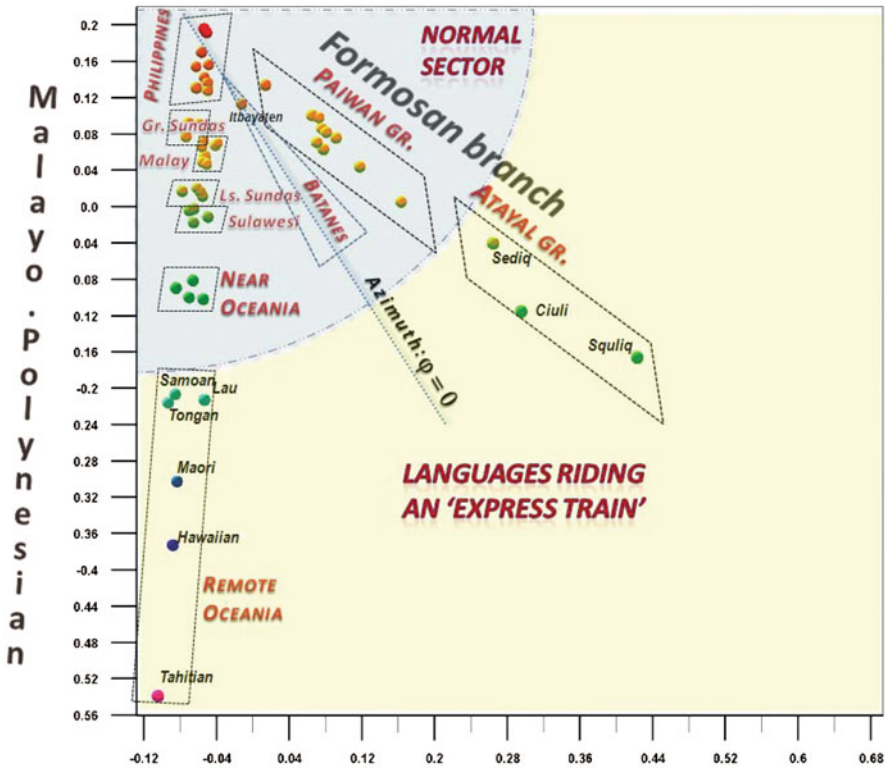 Malayo.Polynesian
0.2
0.16
0.12
0.08
0.04
0.0
0.04
0.08
0.12
0.16
-0.2
0.24
0.28
0.32
0.36
-0.4
0.44
0.48
0.52
0.56
PHILIPPINES
Gr. Sundas
Malay
Ls. Sundas
Sulawesi
NEAR
OCEANIA
Itbayaten
BATANES
NORMAL
SECTOR
Formosan branch
PAIWAN GR.
ATAYAL GR.
Sediq
Ciuli
Squliq
Azimuth:φ=0
Samoan
Lau
Tongan
Maori
Hawaiian
REMOTE
OCEANIA
Tahitian
LANGUAGES RIDING
AN ‘EXPRESS TRAIN’
-0.12 -0.04 0.04 0.12 0.2 0.28 0.36 0.44 0.52 0.6 0.68